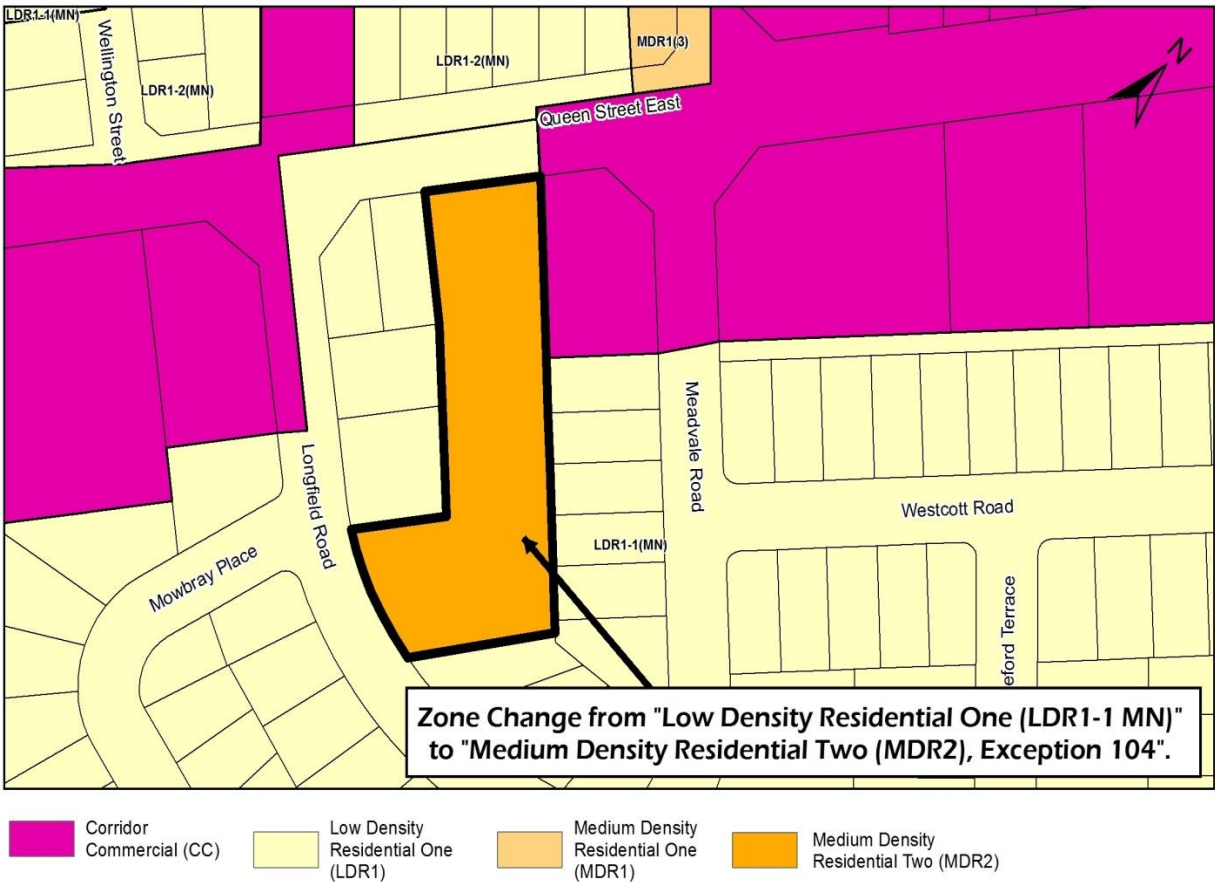 LDR1-1(MN)
Wellington Street
LDR1-2(MN)
LDR1-2(MN)
MDR1(3)
Queen Street East
N
Longfield Road
Mowbray Place
Meadvale Road
Westcott Road
LDR1-1(MN)
eford Terrace
Zone Change from "Low Density Residential One (LDR1-1 MN)"
to "Medium Density Residential Two (MDR2), Exception 104".
Corridor
Commercial (CC)
Low Density
Residential One
(LDR1)
Medium Density
Residential One
(MDR1)
Medium Density
Residential Two (MDR2)